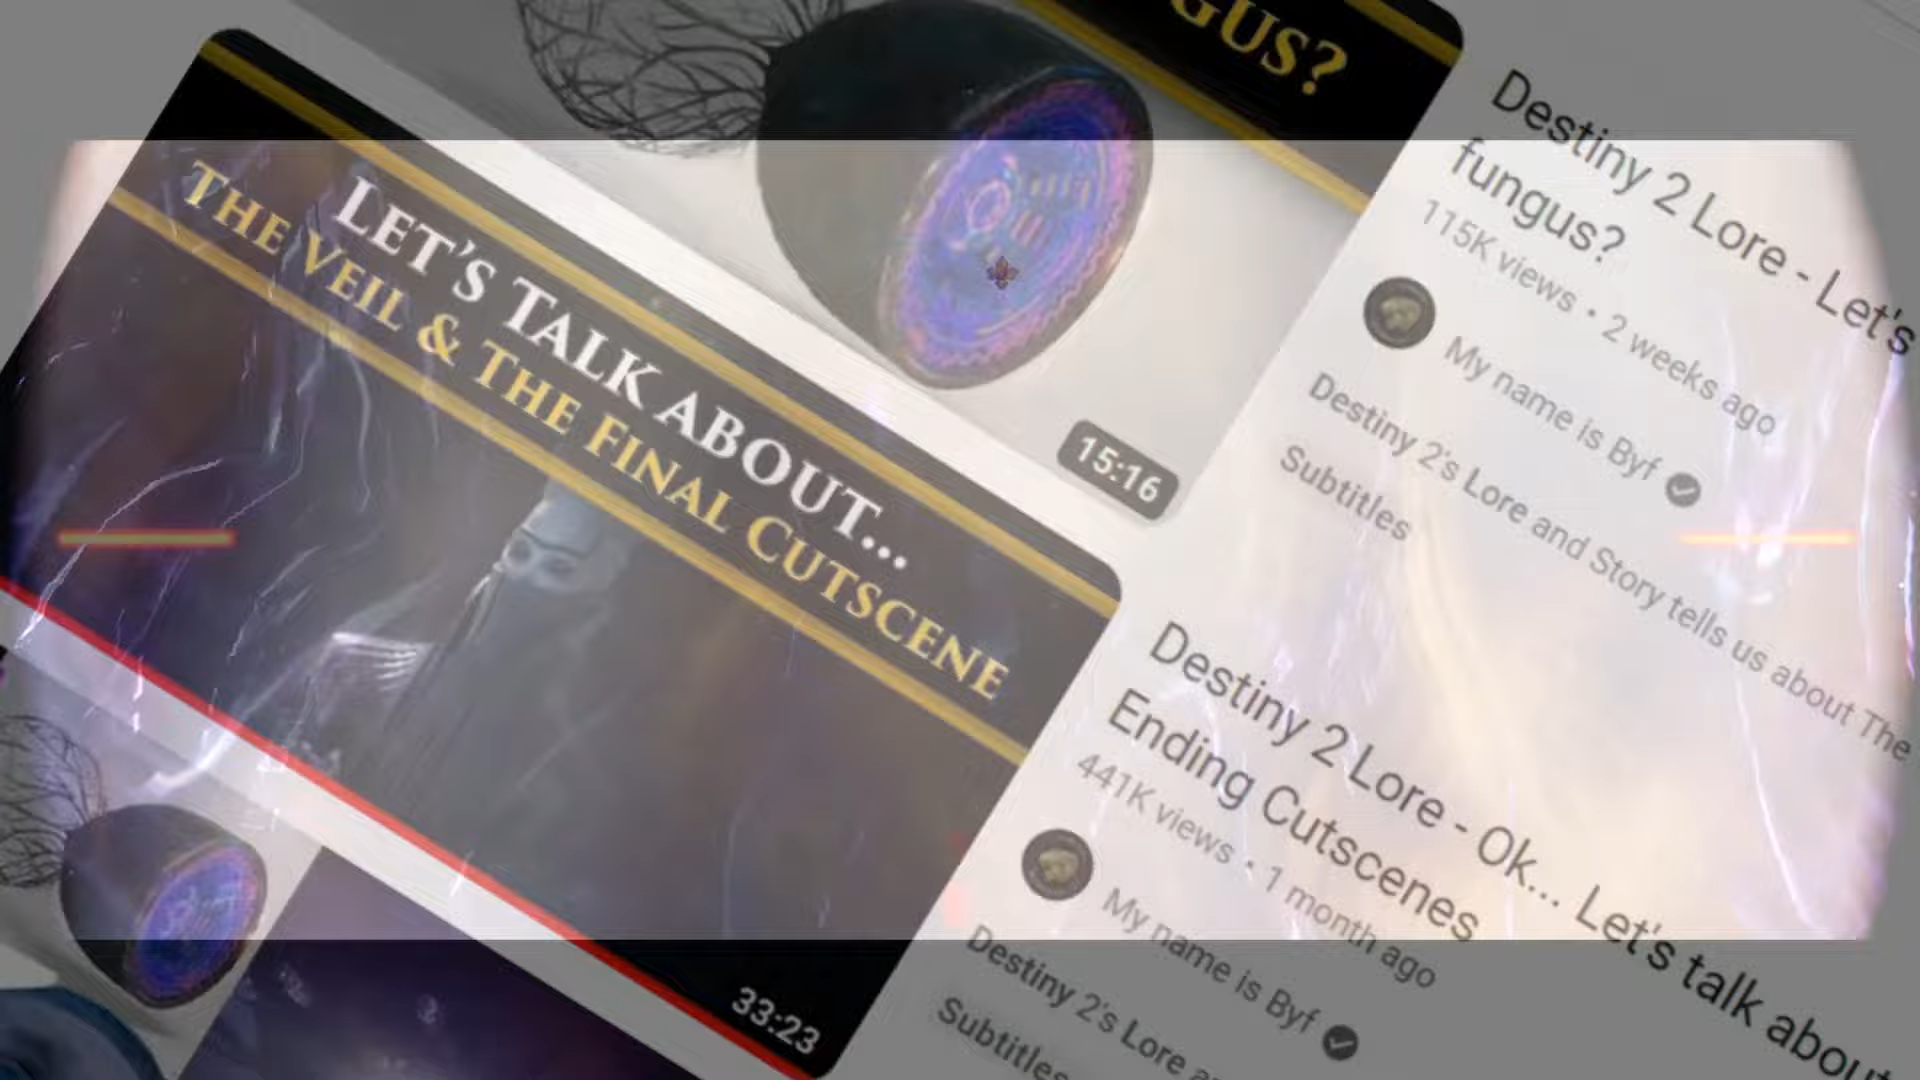 GUS?
15:16
Destiny 2 Lore - Let's
fungus?
115K views • 2 weeks ago
My name is Byf
Destiny 2's Lore and Story tells us about The
Subtitles
LET'S TALK ABOUT...
THE VEIL & THE FINAL CUTSCENE
33:23
Destiny 2 Lore - Ok... Let's talk about
Ending Cutscenes
441K views • 1 month ago
My name is Byf
Destiny 2's Lore
Subtitles